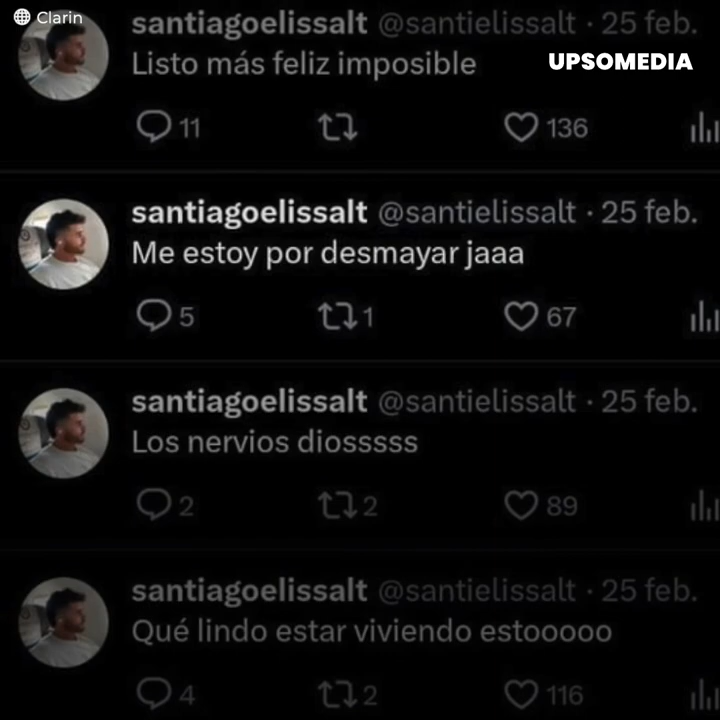 Clarin
santiagoelissalt @santielissalt · 25 feb.
Listo más feliz imposible
UPSOMEDIA
11 136
santiagoelissalt @santielissalt · 25 feb.
Me estoy por desmayar jaaa
5 1 67
santiagoelissalt @santielissalt · 25 feb.
Los nervios diosssss
2 2 89
santiagoelissalt @santielissalt · 25 feb.
Qué lindo estar viviendo estooooo
4 2 116